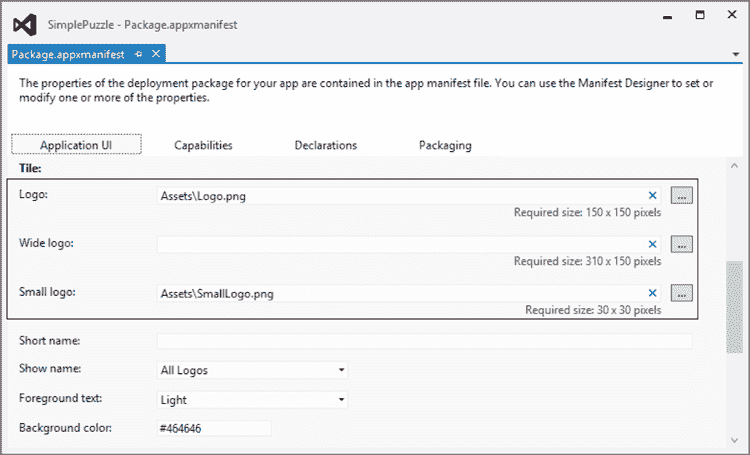 SimplePuzzle - Package.appxmanifest
Package.appxmanifest
The properties of the deployment package for your app are contained in the app manifest file. You can use the Manifest Designer to set or
modify one or more of the properties.
Application UI Capabilities Declarations Packaging
Tile:
Logo: Assets\Logo.png ...
Required size: 150 x 150 pixels
Wide logo: ...
Required size: 310 x 150 pixels
Small logo: Assets\SmallLogo.png ...
Required size: 30 x 30 pixels
Short name:
Show name: All Logos
Foreground text: Light
Background color: #464646